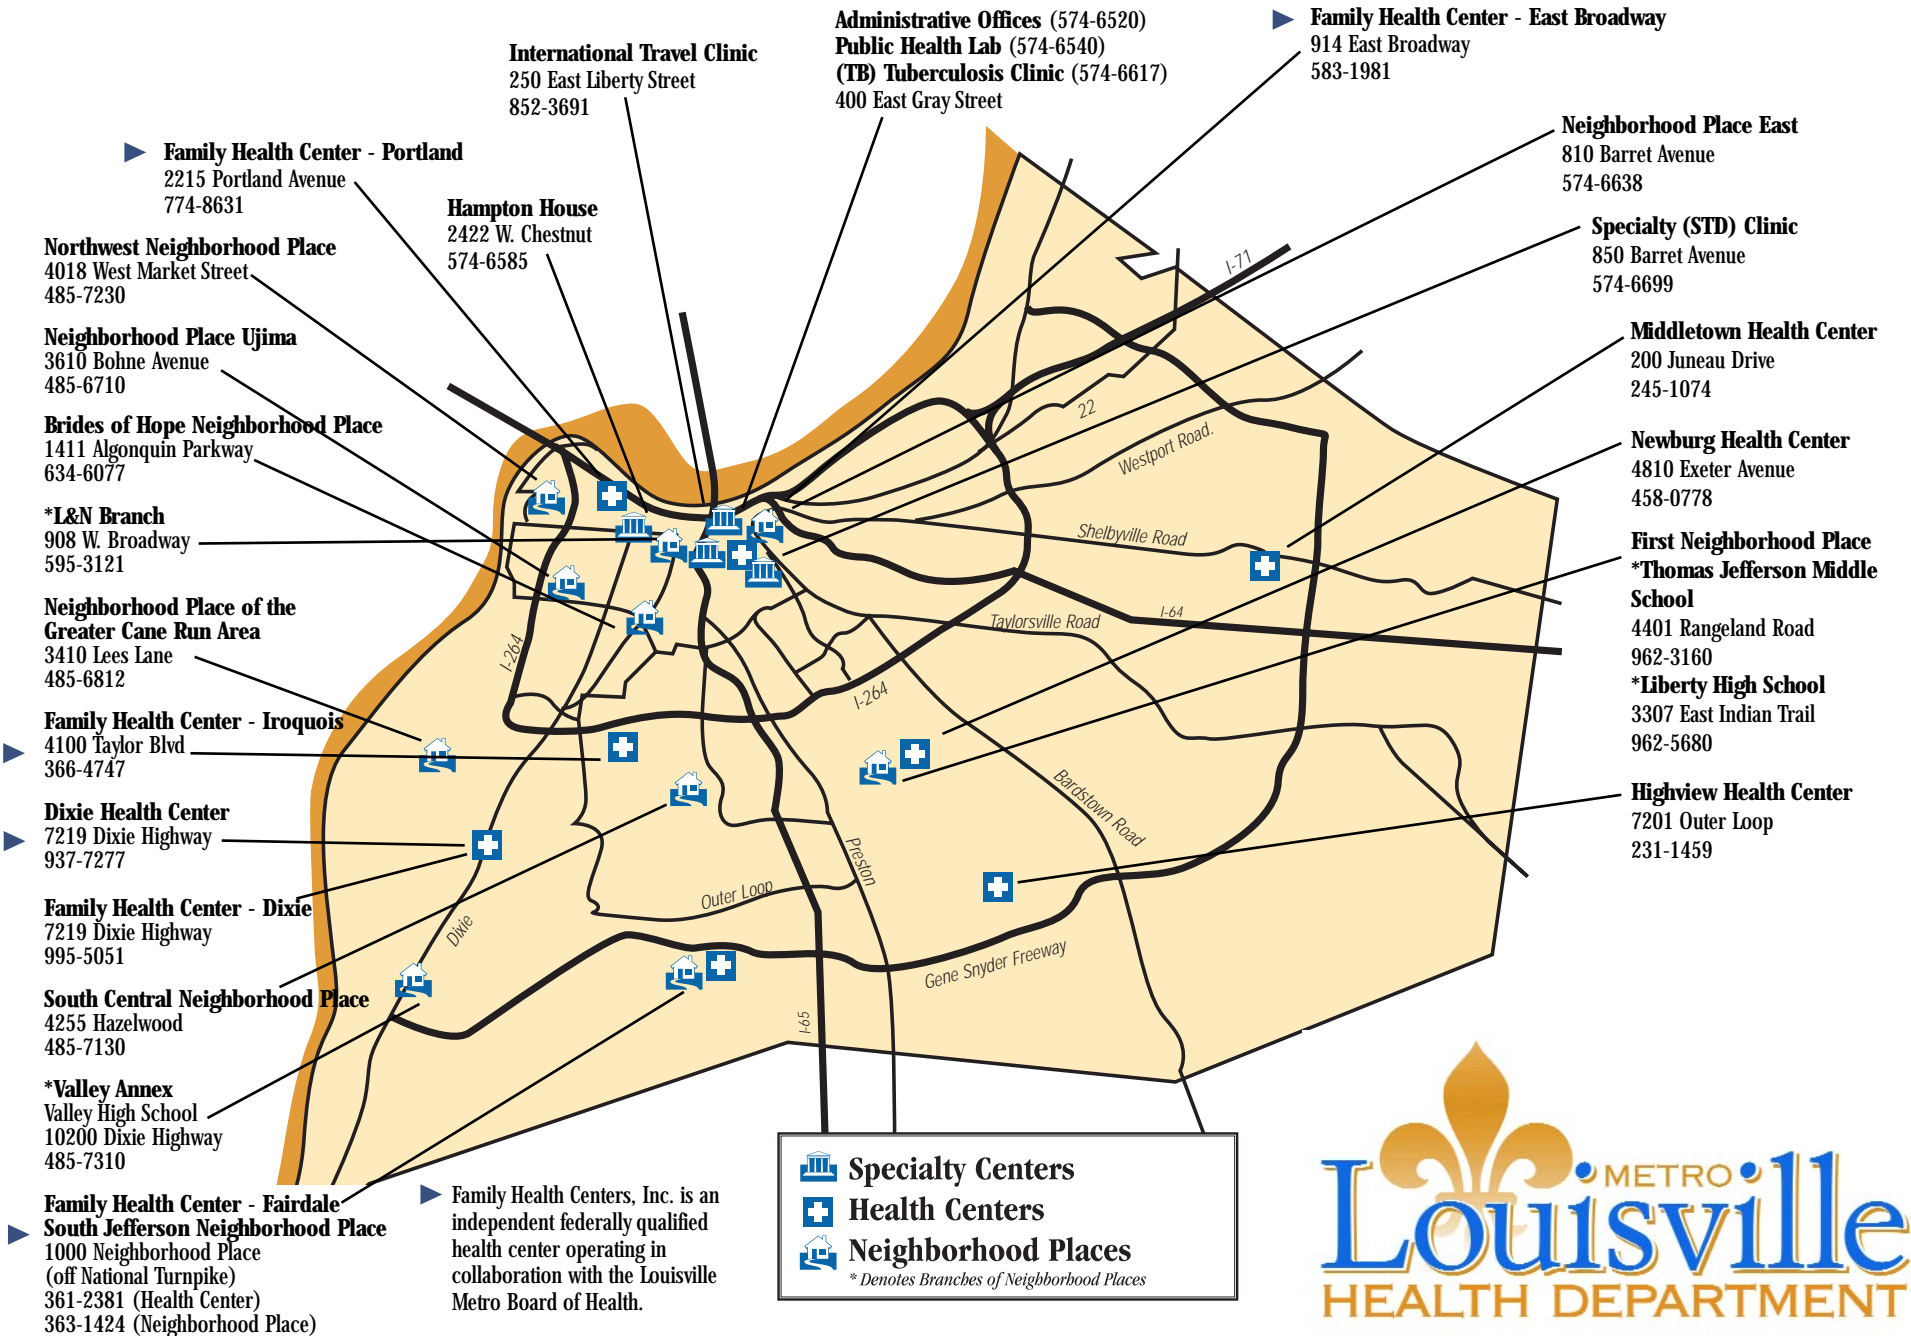 Administrative Offices (574-6520)
Public Health Lab (574-6540)
(TB) Tuberculosis Clinic (574-6617)
400 East Gray Street
Family Health Center - East Broadway
914 East Broadway
583-1981
International Travel Clinic
250 East Liberty Street
852-3691
Neighborhood Place East
810 Barret Avenue
574-6638
Family Health Center - Portland
2215 Portland Avenue
774-8631
Hampton House
2422 W. Chestnut
574-6585
Specialty (STD) Clinic
850 Barret Avenue
574-6699
Northwest Neighborhood Place
4018 West Market Street
485-7230
Neighborhood Place Ujima
3610 Bohne Avenue
485-6710
Brides of Hope Neighborhood Place
1411 Algonquin Parkway
634-6077
*L&N Branch
908 W. Broadway
595-3121
Neighborhood Place of the
Greater Cane Run Area
3410 Lees Lane
485-6812
Family Health Center - Iroquois
4100 Taylor Blvd
366-4747
Dixie Health Center
7219 Dixie Highway
937-7277
Family Health Center - Dixie
7219 Dixie Highway
995-5051
South Central Neighborhood Place
4255 Hazelwood
485-7130
*Valley Annex
Valley High School
10200 Dixie Highway
485-7310
Family Health Center - Fairdale
South Jefferson Neighborhood Place
1000 Neighborhood Place
(off National Turnpike)
361-2381 (Health Center)
363-1424 (Neighborhood Place)
Middletown Health Center
200 Juneau Drive
245-1074
Newburg Health Center
4810 Exeter Avenue
458-0778
First Neighborhood Place
*Thomas Jefferson Middle
School
4401 Rangeland Road
962-3160
*Liberty High School
3307 East Indian Trail
962-5680
Highview Health Center
7201 Outer Loop
231-1459
I-71
22
Westport Road.
Shelbyville Road
I-64
Taylorsville Road
I-264
I-264
Bardstown Road
Preston
Outer Loop
Dixie
Gene Snyder Freeway
I-65
Family Health Centers, Inc. is an
independent federally qualified
health center operating in
collaboration with the Louisville
Metro Board of Health.
Specialty Centers
Health Centers
Neighborhood Places
* Denotes Branches of Neighborhood Places
METRO
Louisville
HEALTH DEPARTMENT